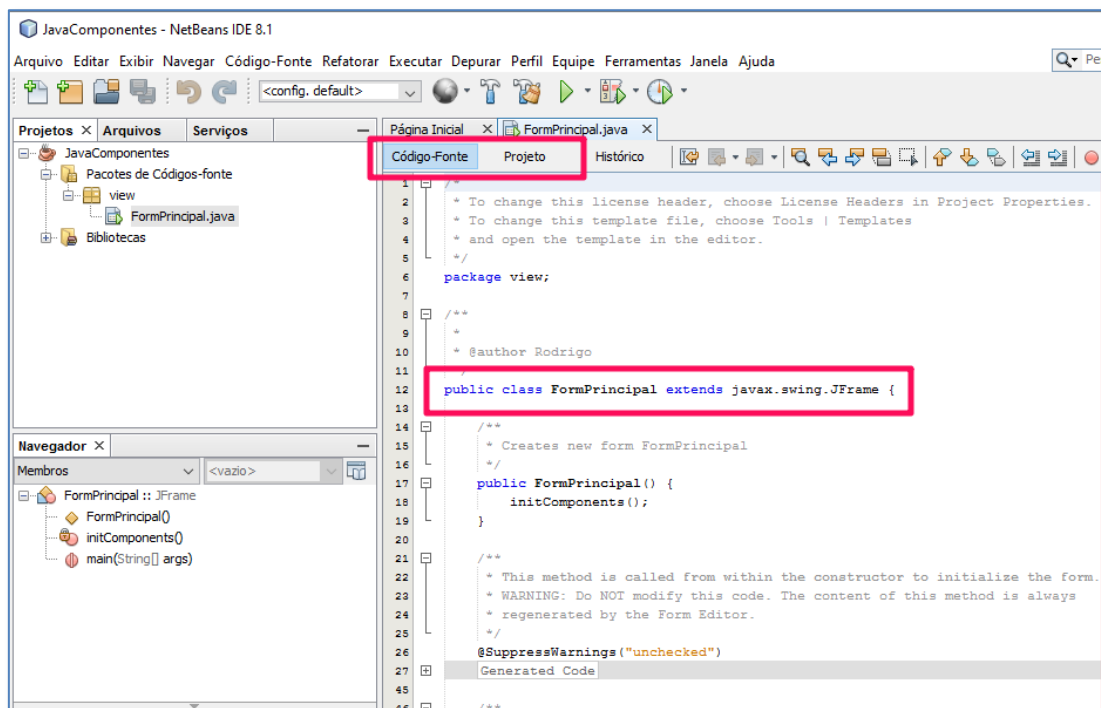 JavaComponentes - NetBeans IDE 8.1
Arquivo Editar Exibir Navegar Código-Fonte Refatorar Executar Depurar Perfil Equipe Ferramentas Janela Ajuda
<config. default>
Projetos Arquivos Serviços
JavaComponentes
Pacotes de Códigos-fonte
view
FormPrincipal.java
Bibliotecas
Navegador
Membros <vazio>
FormPrincipal :: JFrame
FormPrincipal()
initComponents()
main(String[] args)
Página Inicial FormPrincipal.java
Código-Fonte Projeto Histórico
1 /*
2 * To change this license header, choose License Headers in Project Properties.
3 * To change this template file, choose Tools | Templates
4 * and open the template in the editor.
5 */
6 package view;
7
8 /**
9 *
10 * @author Rodrigo
11
12 public class FormPrincipal extends javax.swing.JFrame {
13
14 /**
15 * Creates new form FormPrincipal
16 */
17 public FormPrincipal() {
18 initComponents();
19 }
20
21 /**
22 * This method is called from within the constructor to initialize the form.
23 * WARNING: Do NOT modify this code. The content of this method is always
24 * regenerated by the Form Editor.
25 */
26 @SuppressWarnings("unchecked")
27 Generated Code
45